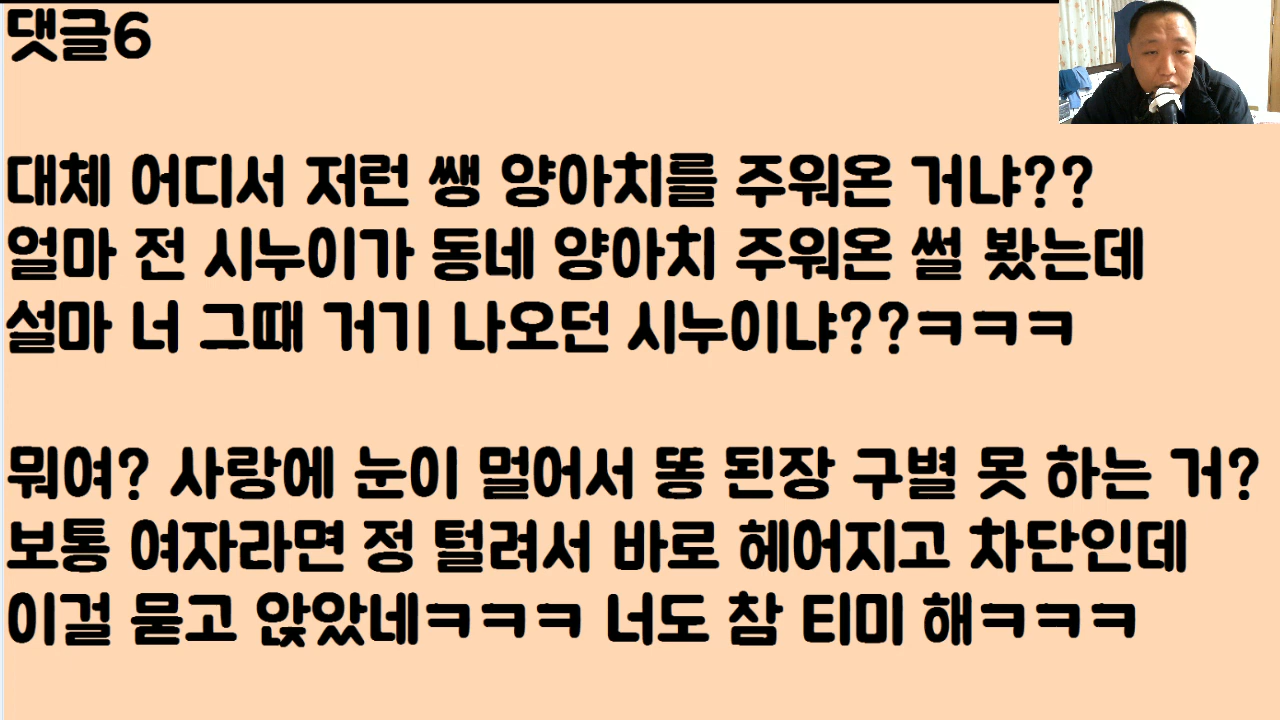 댓글6
대체 어디서 저런 쌩 양아치를 주워온 거냐??
얼마 전 시누이가 동네 양아치 주워온 썰 봤는데
설마 너 그때 거기 나오던 시누이냐??ㅋㅋㅋ
뭐여? 사랑에 눈이 멀어서 똥 된장 구별 못 하는 거?
보통 여자라면 정 털려서 바로 헤어지고 차단인데
이걸 묻고 앉았네ㅋㅋㅋ 너도 참 티미 해ㅋㅋㅋ